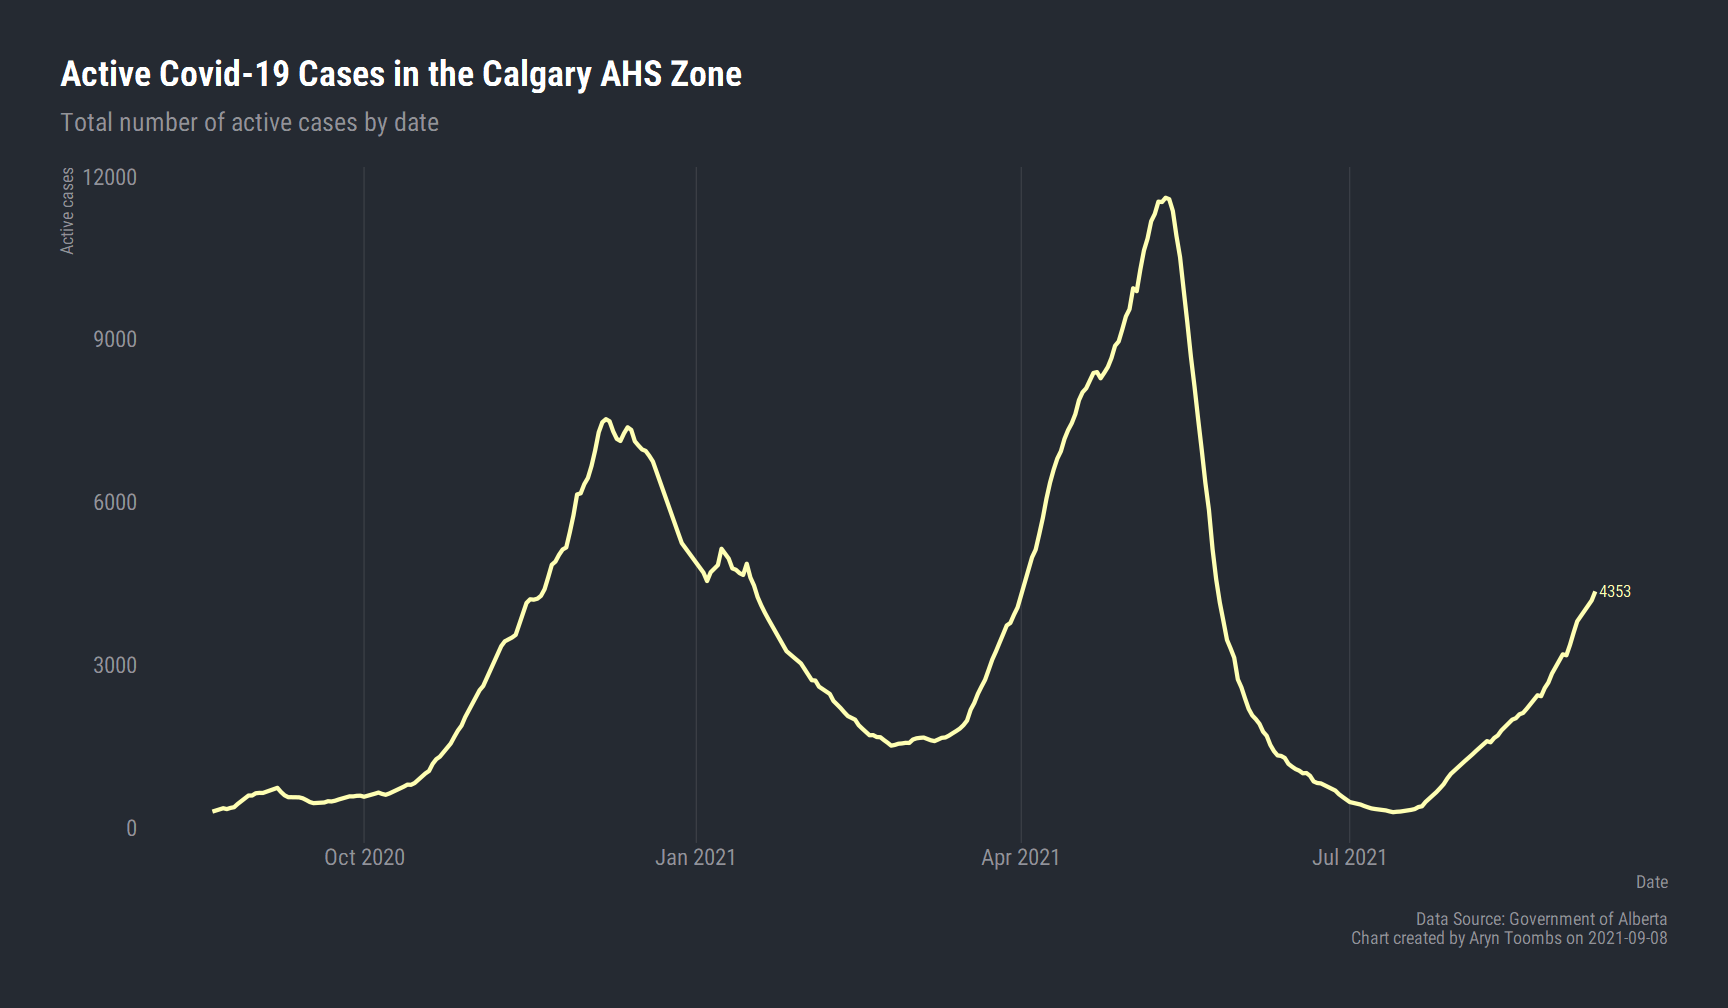 Active Covid-19 Cases in the Calgary AHS Zone
Total number of active cases by date
Active cases
12000
9000
6000
3000
0
4353
Oct 2020
Jan 2021
Apr 2021
Jul 2021
Date
Data Source: Government of Alberta
Chart created by Aryn Toombs on 2021-09-08